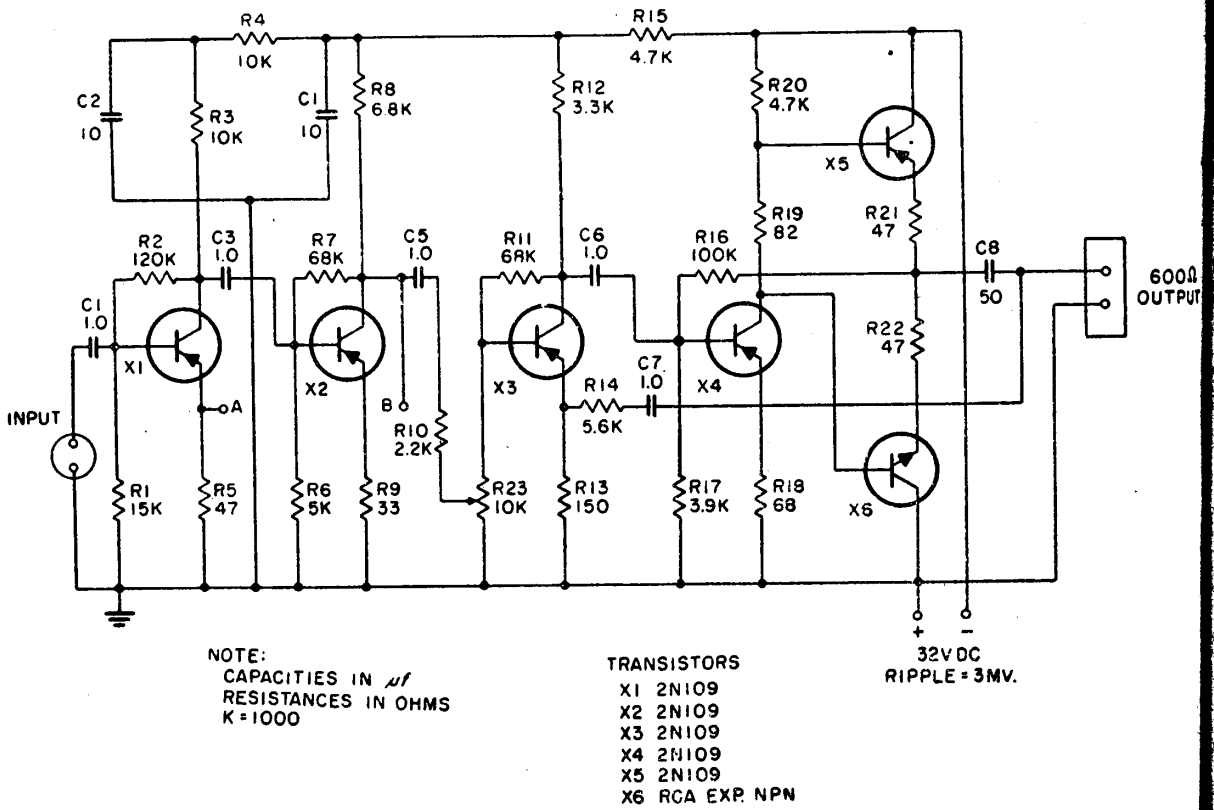 R4
10K
R15
4.7K
C2
10
R3
10K
C1
10
R8
6.8K
R12
3.3K
R20
4.7K
X5
R2
120K
C3
1.0
R7
68K
C5
1.0
R11
68K
C6
1.0
R16
100K
R19
82
R21
47
C8
50
600Ω
OUTPUT
C1
1.0
X1
X2
X3
X4
R22
47
INPUT
A
B
R10
2.2K
R14
5.6K
C7
1.0
R1
15K
R5
47
R6
5K
R9
33
R23
10K
R13
150
R17
3.9K
R18
68
X6
+ −
32V DC
RIPPLE = 3MV.
NOTE:
CAPACITIES IN μf
RESISTANCES IN OHMS
K=1000
TRANSISTORS
X1 2N109
X2 2N109
X3 2N109
X4 2N109
X5 2N109
X6 RCA EXP. NPN